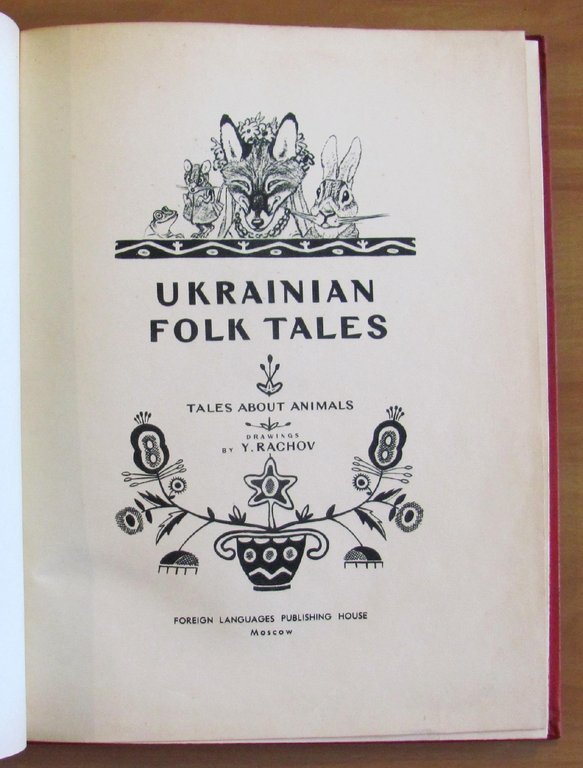 UKRAINIAN
FOLK TALES
TALES ABOUT ANIMALS
DRAWINGS
BY Y. RACHOV
FOREIGN LANGUAGES PUBLISHING HOUSE
Moscow